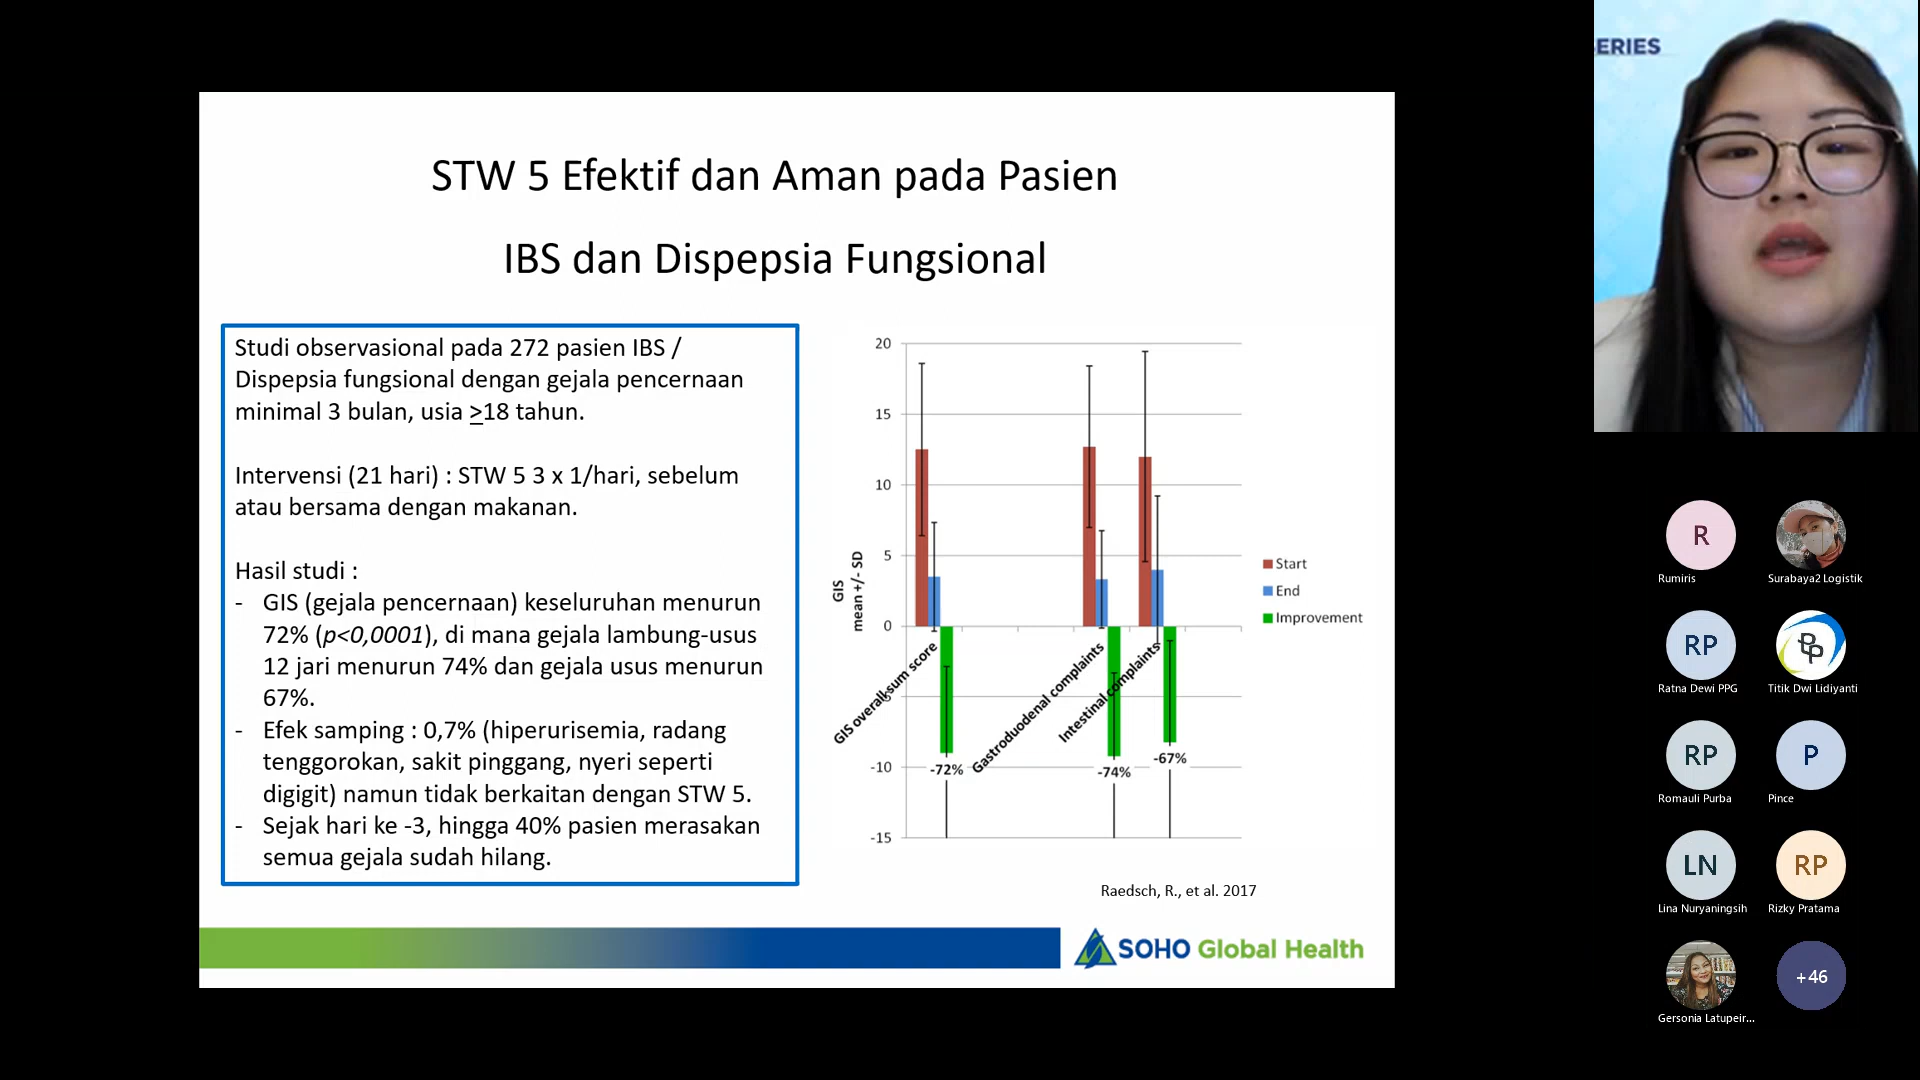 ERIES
STW 5 Efektif dan Aman pada Pasien
IBS dan Dispepsia Fungsional
Studi observasional pada 272 pasien IBS /
Dispepsia fungsional dengan gejala pencernaan
minimal 3 bulan, usia ≥18 tahun.
Intervensi (21 hari) : STW 5 3 x 1/hari, sebelum
atau bersama dengan makanan.
Hasil studi :
- GIS (gejala pencernaan) keseluruhan menurun
72% (p<0,0001), di mana gejala lambung-usus
12 jari menurun 74% dan gejala usus menurun
67%.
- Efek samping : 0,7% (hiperurisemia, radang
tenggorokan, sakit pinggang, nyeri seperti
digigit) namun tidak berkaitan dengan STW 5.
- Sejak hari ke -3, hingga 40% pasien merasakan
semua gejala sudah hilang.
20
15
10
5
0
-5
-10
-15
GIS
mean +/- SD
GIS overall sum score
Gastroduodenal complaints
Intestinal complaints
-72%
-74%
-67%
Start
End
Improvement
Raedsch, R., et al. 2017
SOHO Global Health
R
Rumiris
Surabaya2 Logistik
RP
Ratna Dewi PPG
Titik Dwi Lidiyanti
RP
Romauli Purba
P
Pince
LN
Lina Nuryaningsih
RP
Rizky Pratama
Gersonia Latupeir...
+46